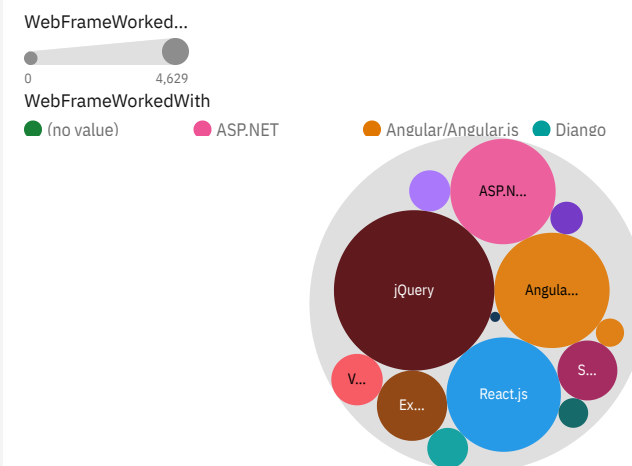 WebFrameWorked...
0 4,629
WebFrameWorkedWith
(no value) ASP.NET Angular/Angular.js Django
ASP.N...
jQuery Angula...
S...
V...
React.js
Ex...